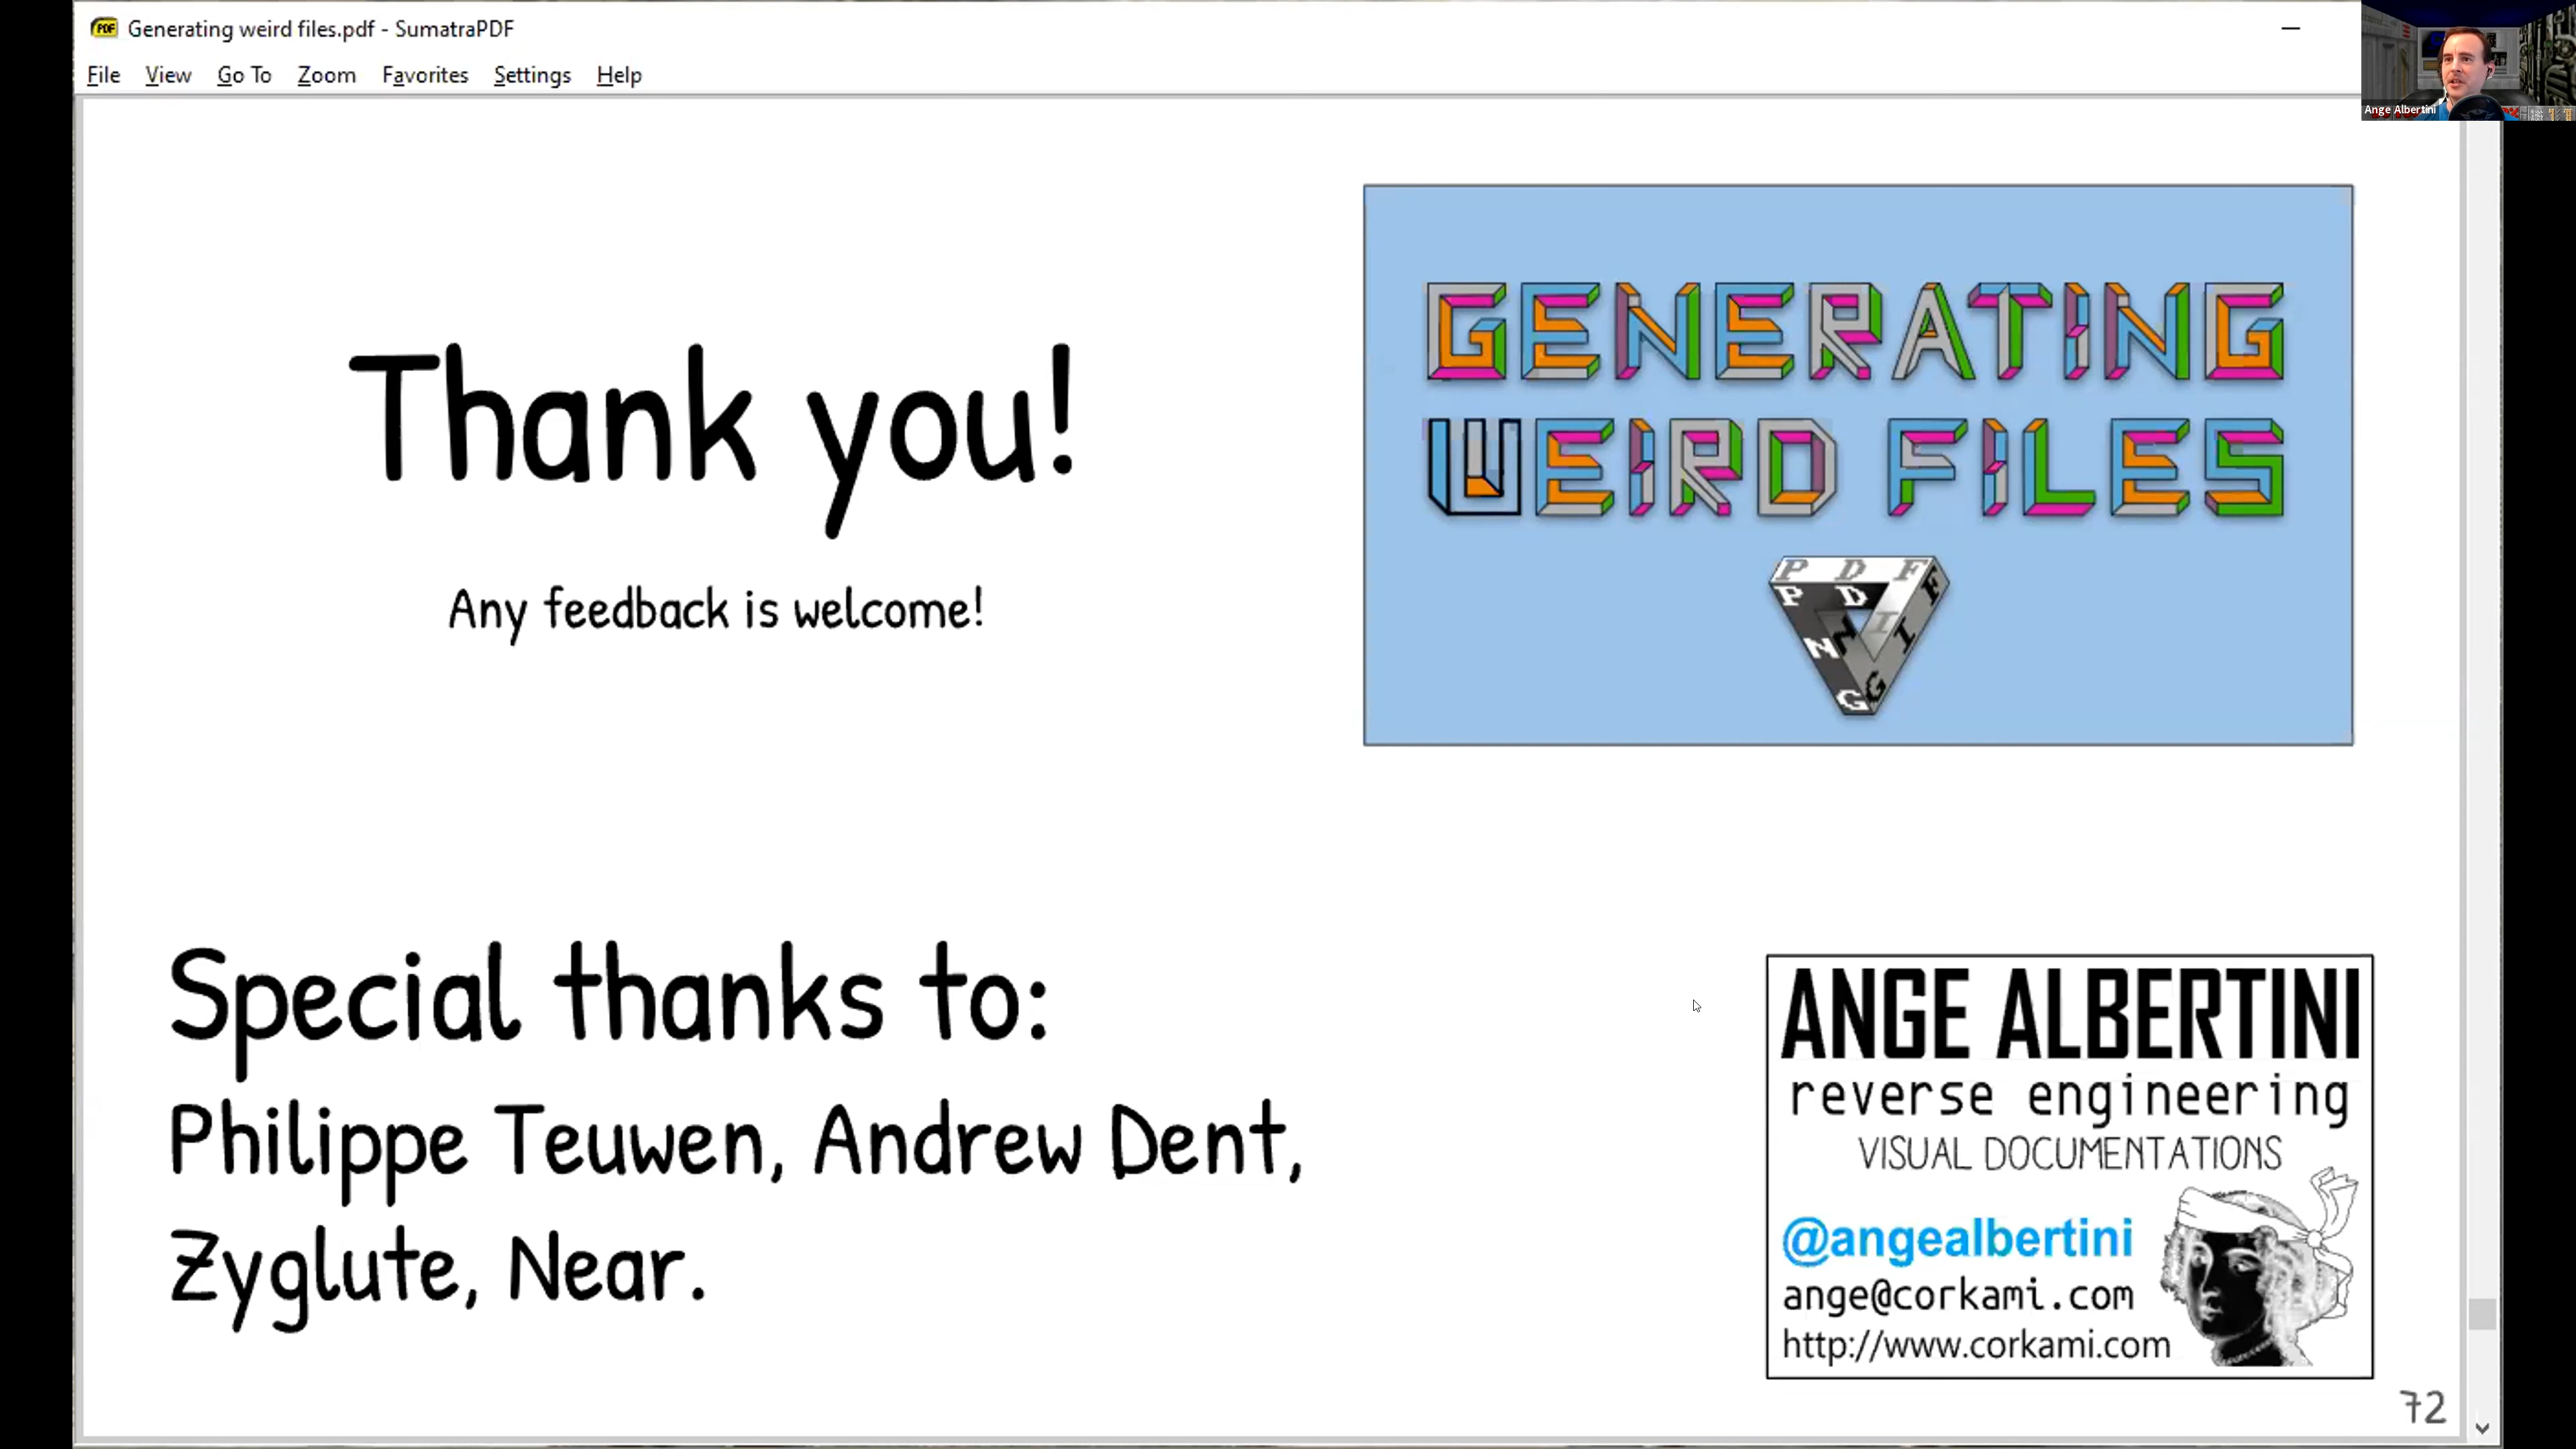 Generating weird files.pdf - SumatraPDF
File View Go To Zoom Favorites Settings Help
Ange Albertini
Thank you!
Any feedback is welcome!
GENERATING
WEIRD FILES
P D F
P D
N
G
I F
G
Special thanks to:
Philippe Teuwen, Andrew Dent,
Zyglute, Near.
ANGE ALBERTINI
reverse engineering
VISUAL DOCUMENTATIONS
@angealbertini
ange@corkami.com
http://www.corkami.com
72